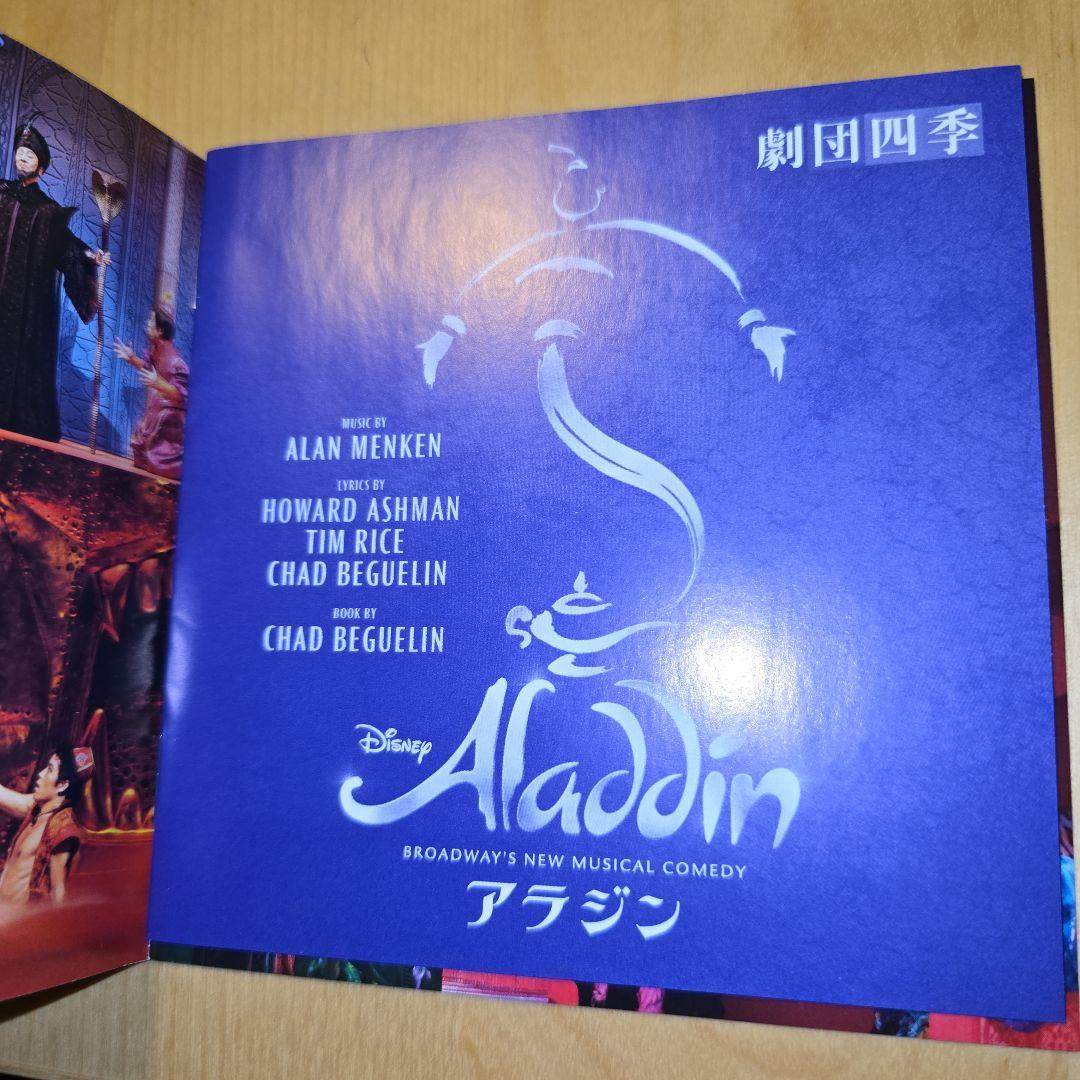 劇団四季
MUSIC BY
ALAN MENKEN
LYRICS BY
HOWARD ASHMAN
TIM RICE
CHAD BEGUELIN
BOOK BY
CHAD BEGUELIN
Disney
Aladdin
BROADWAY'S NEW MUSICAL COMEDY
アラジン